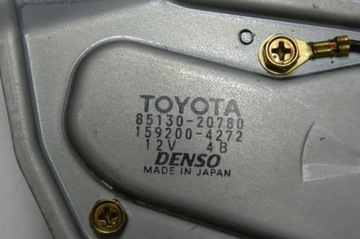 TOYOTA
85130-20780
159200-4272
12V 4B
DENSO
MADE IN JAPAN